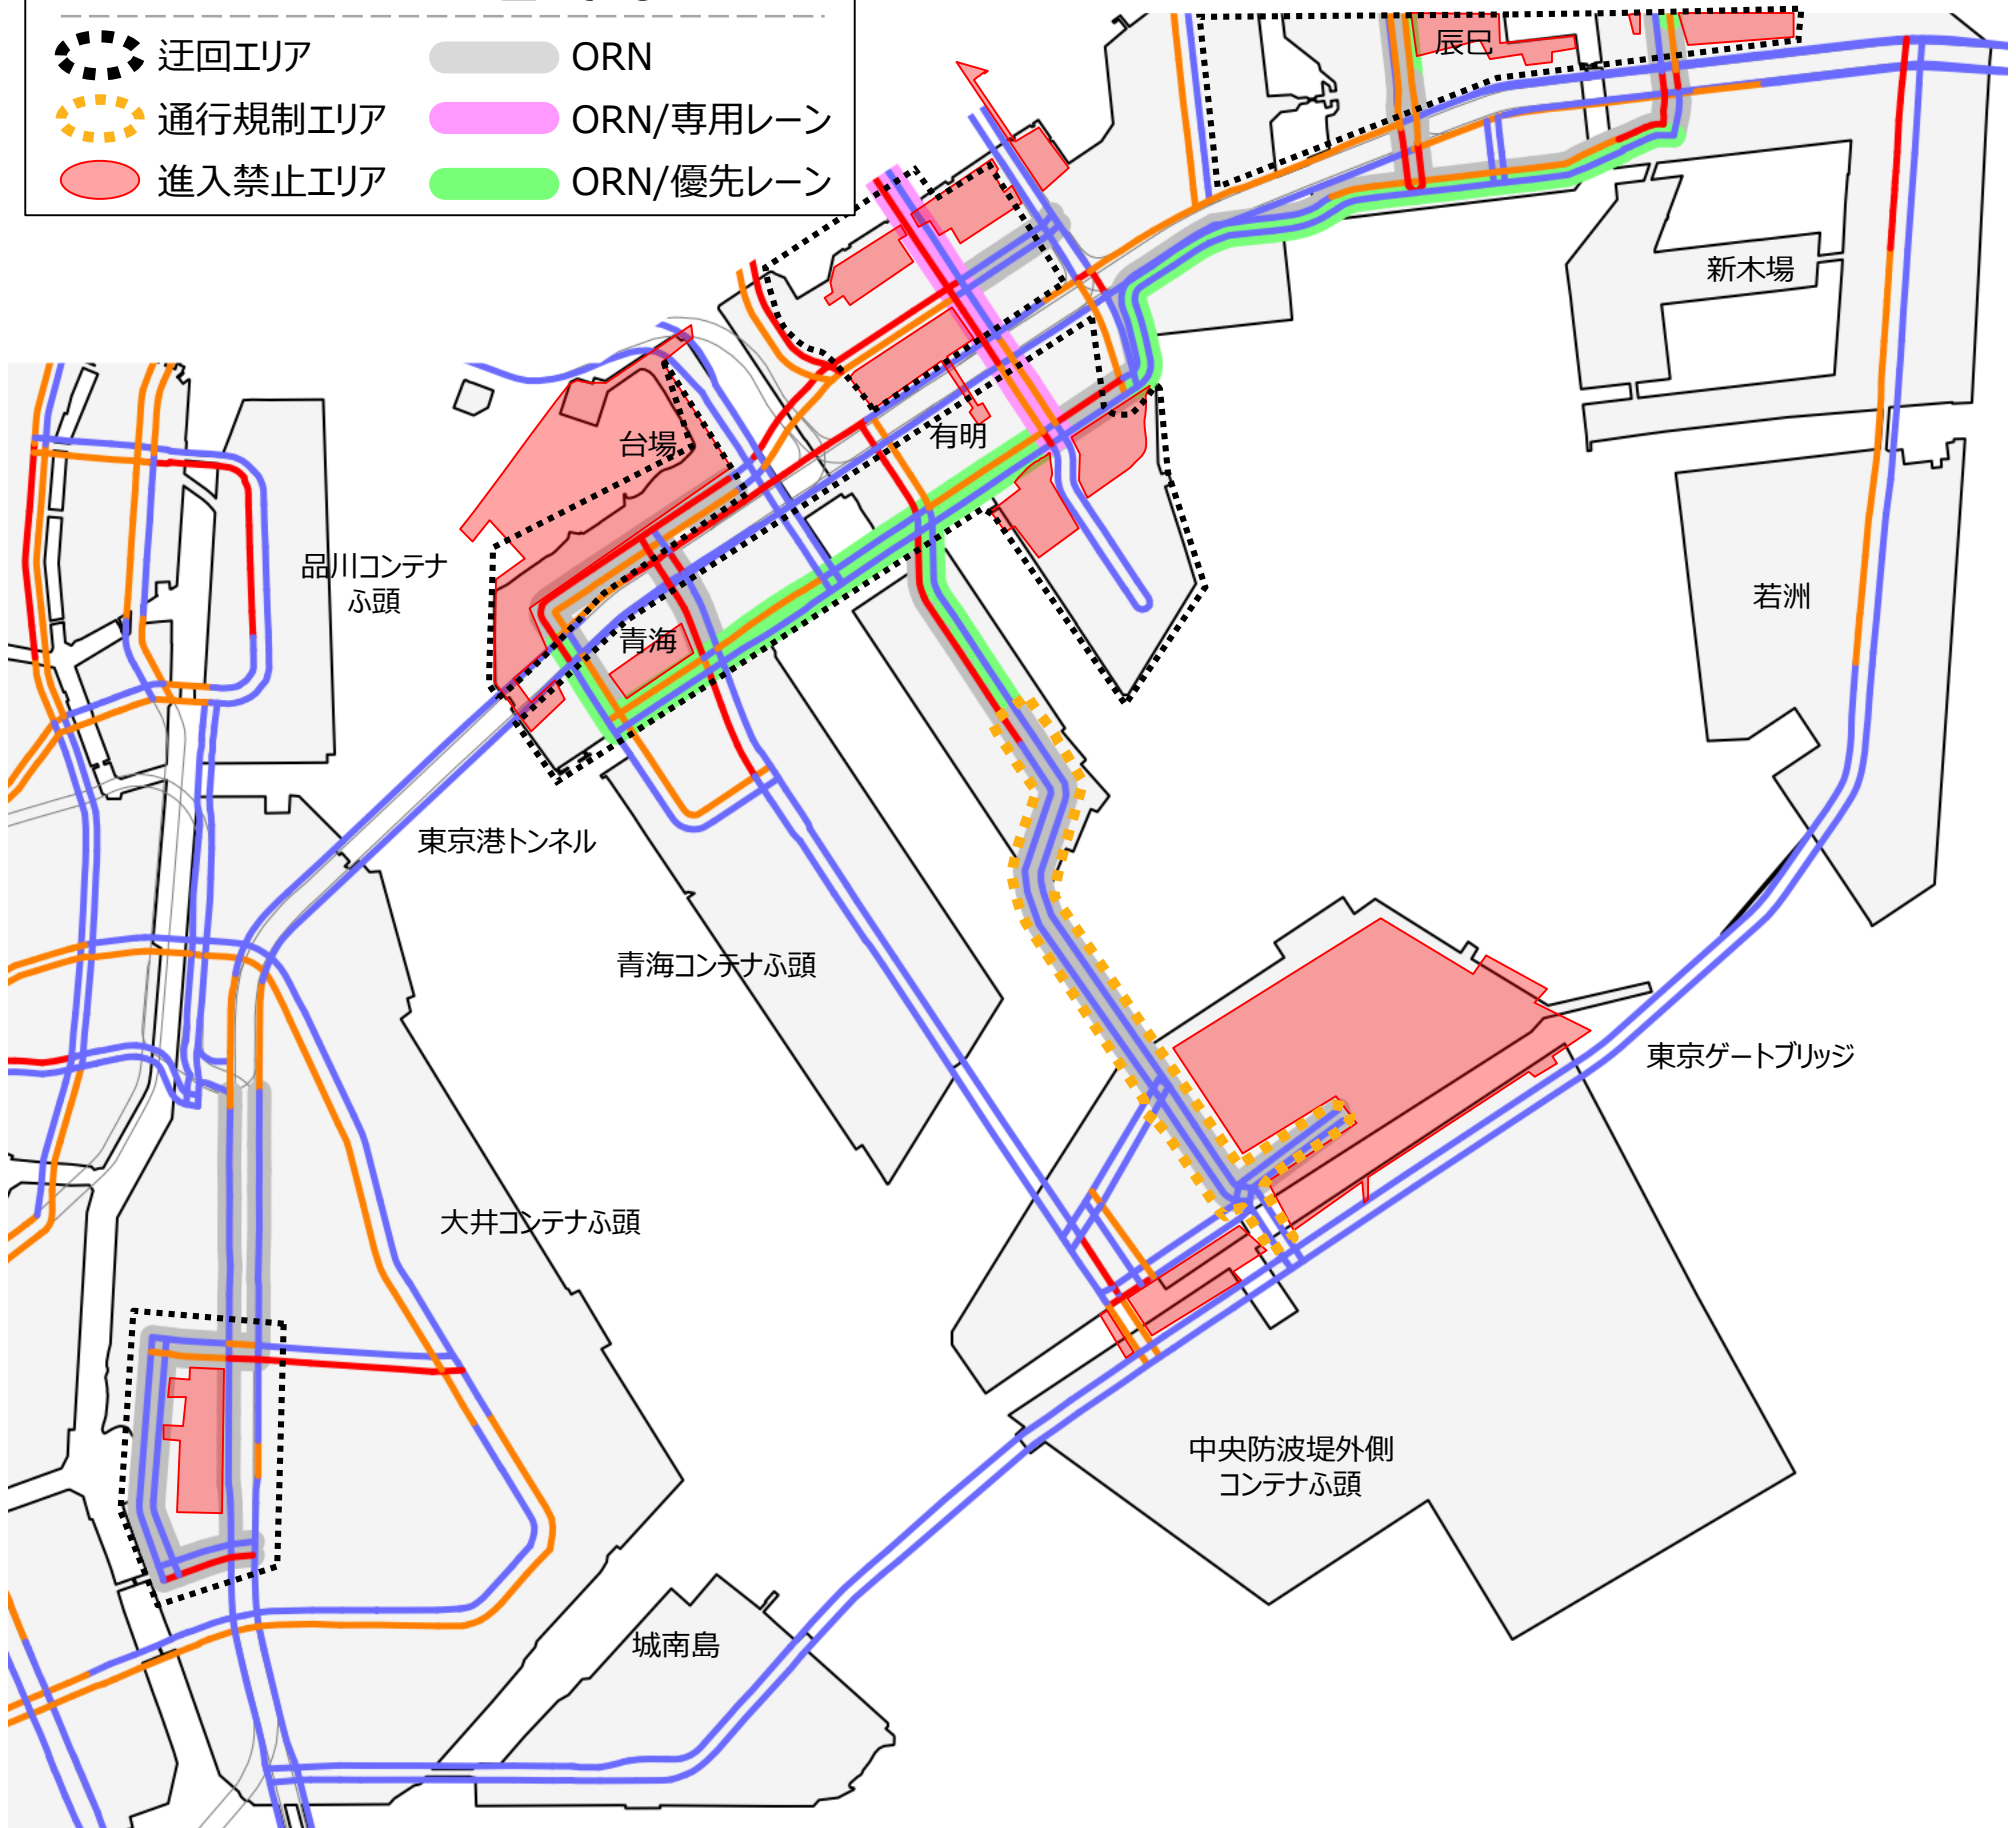 迂回エリア
ORN
通行規制エリア
ORN/専用レーン
進入禁止エリア
ORN/優先レーン
辰巳
新木場
台場
有明
品川コンテナ
ふ頭
青海
若洲
東京港トンネル
青海コンテナふ頭
東京ゲートブリッジ
大井コンテナふ頭
中央防波堤外側
コンテナふ頭
城南島